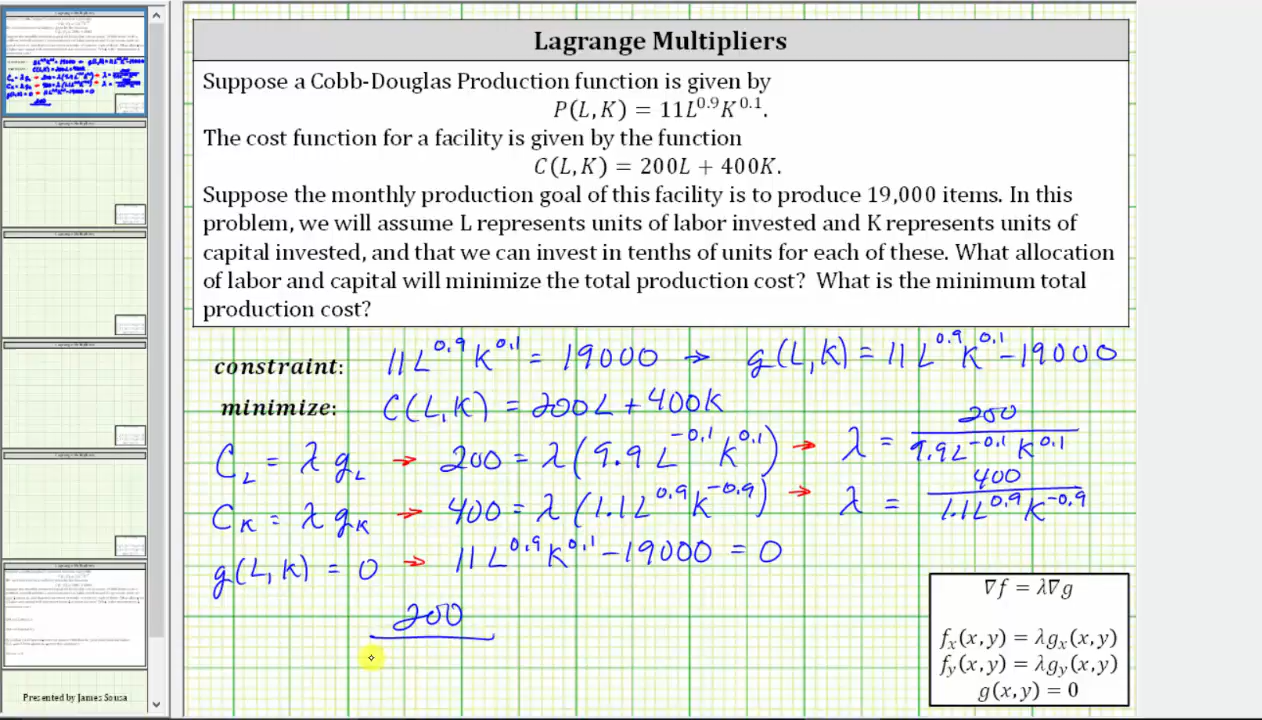 Lagrange Multipliers
Suppose a Cobb-Douglas Production function is given by
P(L, K) = 11L^0.9 K^0.1.
The cost function for a facility is given by the function
C(L, K) = 200L + 400K.
Suppose the monthly production goal of this facility is to produce 19,000 items. In this
problem, we will assume L represents units of labor invested and K represents units of
capital invested, and that we can invest in tenths of units for each of these. What allocation
of labor and capital will minimize the total production cost? What is the minimum total
production cost?
constraint: 11L^0.9 K^0.1 = 19000 → g(L, K) = 11L^0.9 K^0.1 − 19000
minimize: C(L, K) = 200L + 400K
C_L = λ g_L → 200 = λ(9.9L^−0.1 K^0.1) → λ = 200 / 9.9L^−0.1 K^0.1
C_K = λ g_K → 400 = λ(1.1L^0.9 K^−0.9) → λ = 400 / 1.1L^0.9 K^−0.9
g(L, K) = 0 → 11L^0.9 K^0.1 − 19000 = 0
200
∇f = λ∇g
f_x(x, y) = λg_x(x, y)
f_y(x, y) = λg_y(x, y)
g(x, y) = 0
Presented by James Sousa